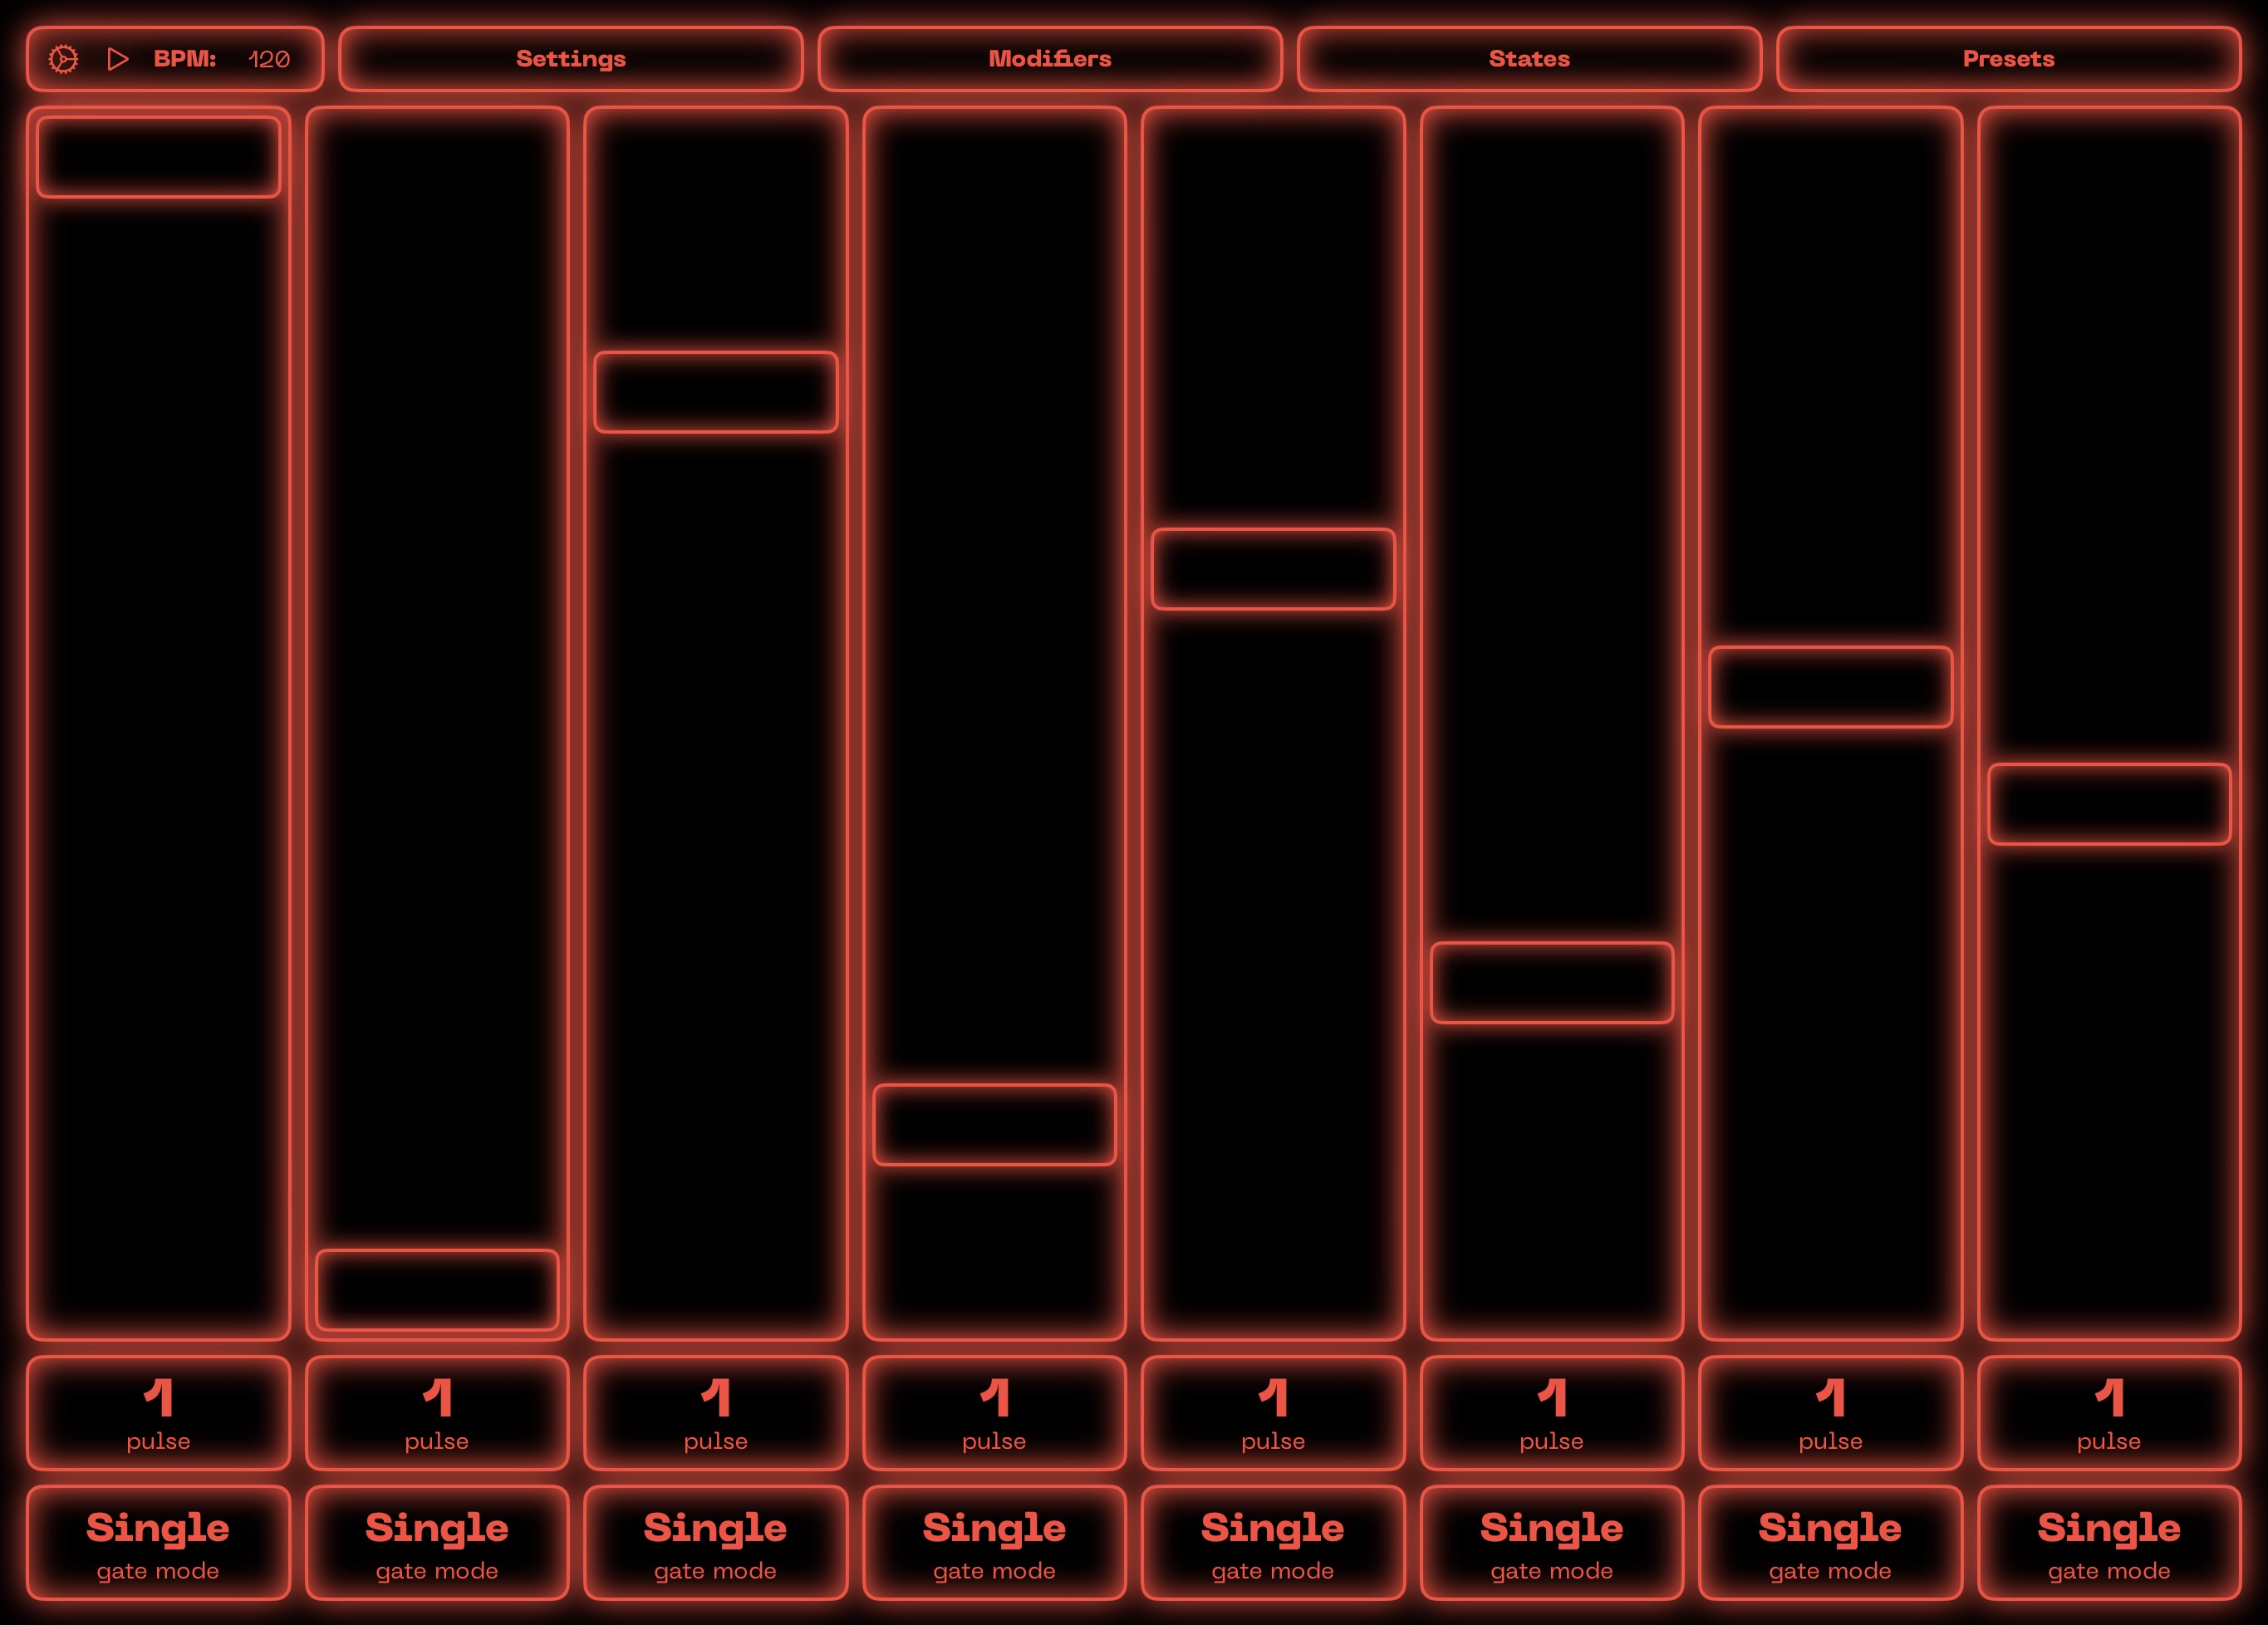 BPM: 120 Settings Modifiers States Presets
1 1 1 1 1 1 1 1
pulse pulse pulse pulse pulse pulse pulse pulse
Single Single Single Single Single Single Single Single
gate mode gate mode gate mode gate mode gate mode gate mode gate mode gate mode